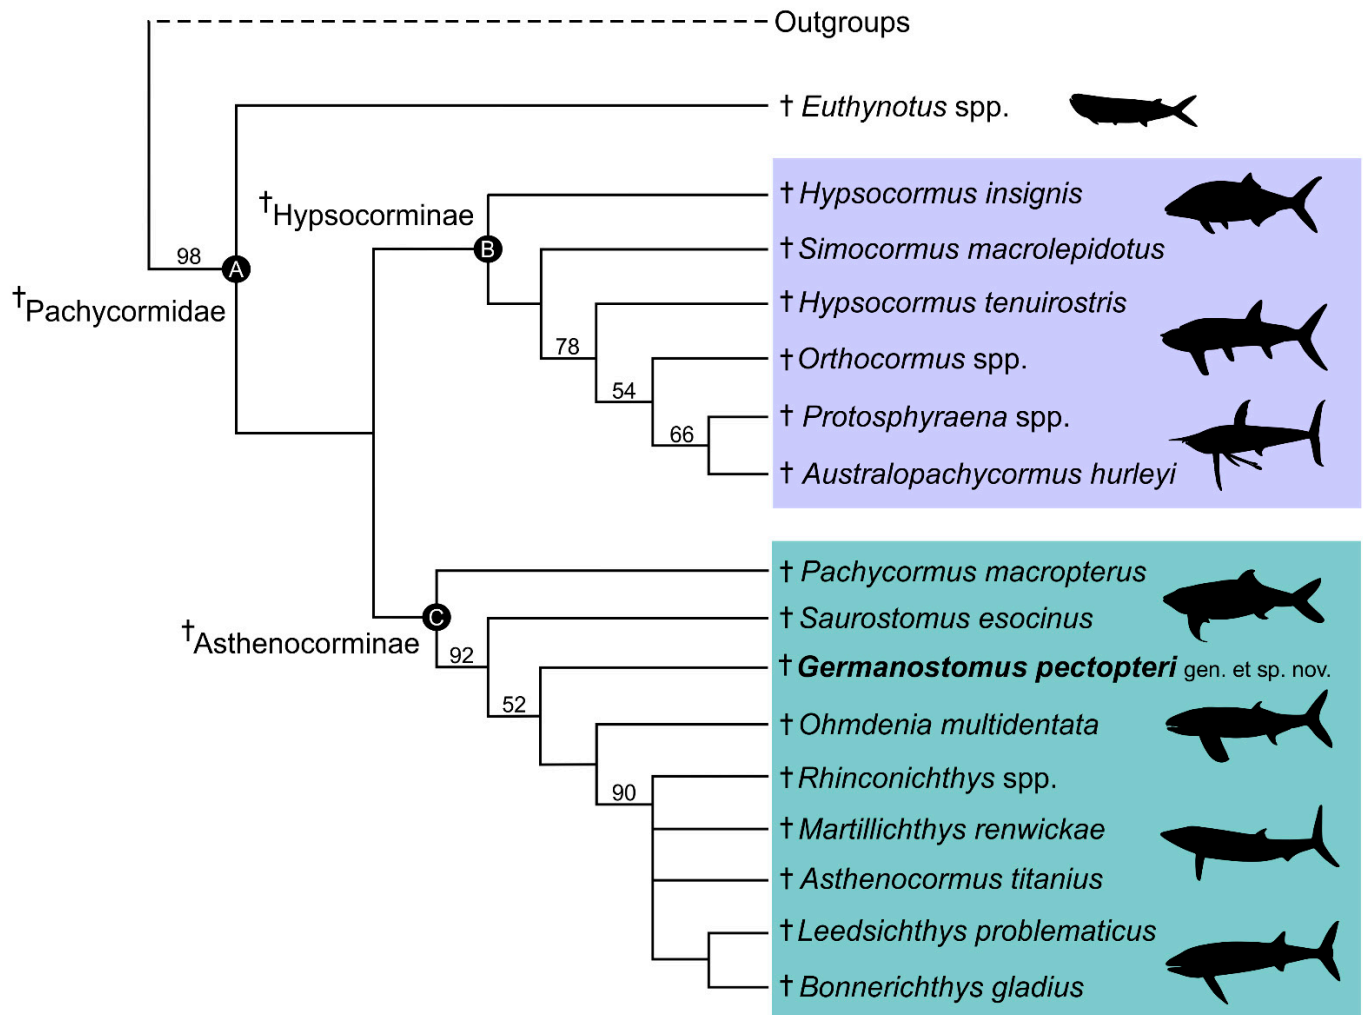 Outgroups
† Euthynotus spp.
† Hypsocormus insignis
†Hypsocorminae
B
† Simocormus macrolepidotus
98
A
†Pachycormidae
† Hypsocormus tenuirostris
78
† Orthocormus spp.
54
† Protosphyraena spp.
66
† Australopachycormus hurleyi
† Pachycormus macropterus
C
† Saurostomus esocinus
†Asthenocorminae
92
† Germanostomus pectopteri gen. et sp. nov.
52
† Ohmdenia multidentata
† Rhinconichthys spp.
90
† Martillichthys renwickae
† Asthenocormus titanius
† Leedsichthys problematicus
† Bonnerichthys gladius